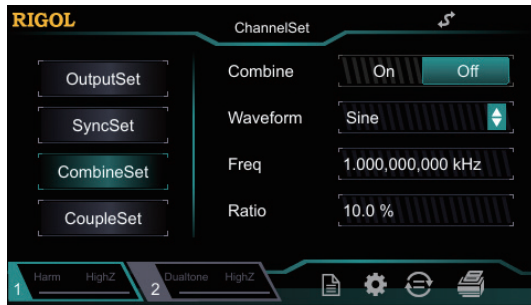 RIGOL
ChannelSet
OutputSet
SyncSet
CombineSet
CoupleSet
Combine On Off
Waveform Sine
Freq 1.000,000,000 kHz
Ratio 10.0 %
1 Harm HighZ
2 Dualtone HighZ